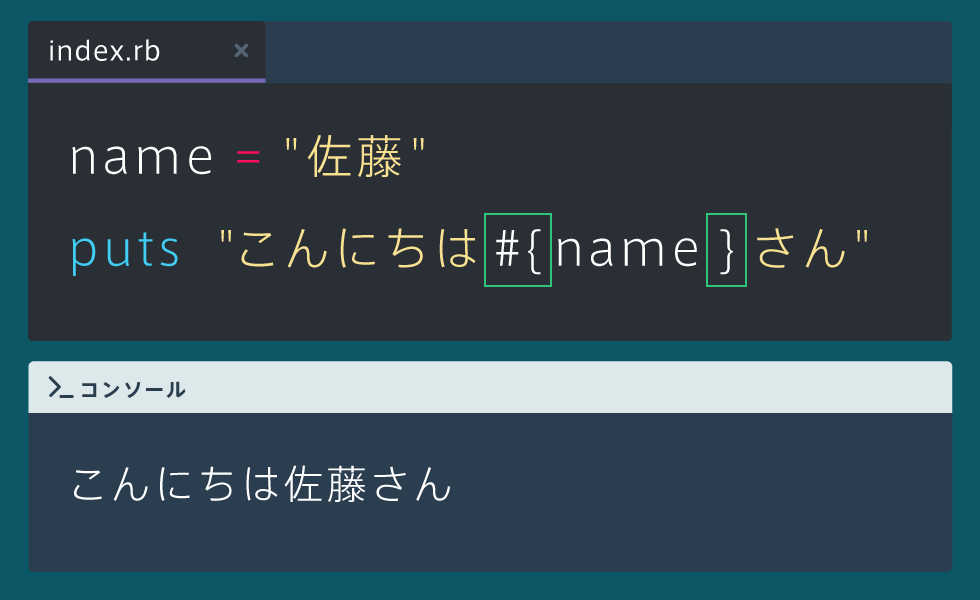 index.rb ×
name = "佐藤"
puts "こんにちは#{name}さん"
>_コンソール
こんにちは佐藤さん